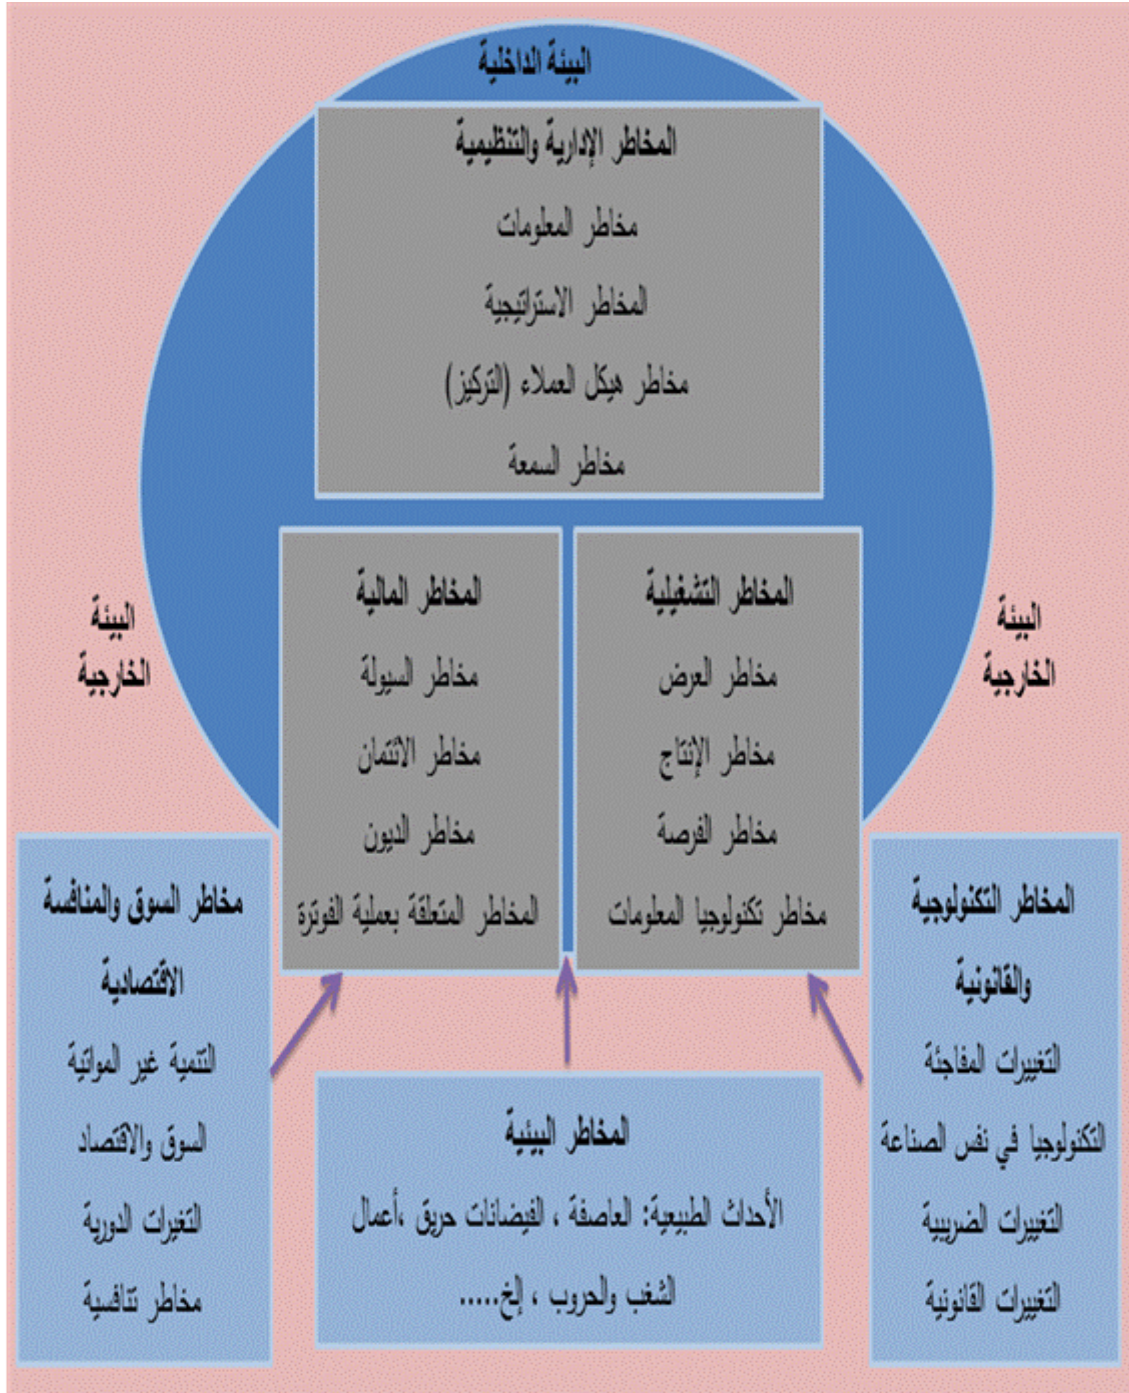 البيئة الداخلية
المخاطر الإدارية والتنظيمية
مخاطر المعلومات
المخاطر الاستراتيجية
مخاطر هيكل العملاء (التركيز)
مخاطر السمعة
البيئة
الخارجية
المخاطر التشغيلية
مخاطر العرض
مخاطر الإنتاج
مخاطر الفرصة
مخاطر تكنولوجيا المعلومات
المخاطر المالية
مخاطر السيولة
مخاطر الائتمان
مخاطر الديون
المخاطر المتعلقة بعملية الفوترة
البيئة
الخارجية
المخاطر التكنولوجية
والقانونية
التغييرات المفاجئة
التكنولوجيا في نفس الصناعة
التغييرات الضريبية
التغييرات القانونية
المخاطر البيئية
الأحداث الطبيعية: العاصفة ، الفيضانات حريق ،أعمال
الشغب والحروب ، إلخ.....
مخاطر السوق والمنافسة
الاقتصادية
التنمية غير المواتية
السوق والاقتصاد
التغيرات الدورية
مخاطر تنافسية